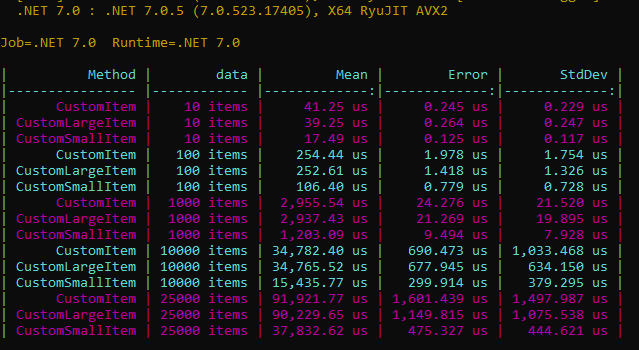 .NET 7.0 : .NET 7.0.5 (7.0.523.17405), X64 RyuJIT AVX2
Job=.NET 7.0 Runtime=.NET 7.0
| Method | data | Mean | Error | StdDev |
|---------------- |------------ |-------------:|------------:|------------:|
| CustomItem | 10 items | 41.25 us | 0.245 us | 0.229 us |
| CustomLargeItem | 10 items | 39.25 us | 0.264 us | 0.247 us |
| CustomSmallItem | 10 items | 17.49 us | 0.125 us | 0.117 us |
| CustomItem | 100 items | 254.44 us | 1.978 us | 1.754 us |
| CustomLargeItem | 100 items | 252.61 us | 1.418 us | 1.326 us |
| CustomSmallItem | 100 items | 106.40 us | 0.779 us | 0.728 us |
| CustomItem | 1000 items | 2,955.54 us | 24.276 us | 21.520 us |
| CustomLargeItem | 1000 items | 2,937.43 us | 21.269 us | 19.895 us |
| CustomSmallItem | 1000 items | 1,203.09 us | 9.494 us | 7.928 us |
| CustomItem | 10000 items | 34,782.40 us | 690.473 us | 1,033.468 us |
| CustomLargeItem | 10000 items | 34,765.52 us | 677.945 us | 634.150 us |
| CustomSmallItem | 10000 items | 15,435.77 us | 299.914 us | 379.295 us |
| CustomItem | 25000 items | 91,921.77 us | 1,601.439 us | 1,497.987 us |
| CustomLargeItem | 25000 items | 90,229.65 us | 1,149.815 us | 1,075.538 us |
| CustomSmallItem | 25000 items | 37,832.62 us | 475.327 us | 444.621 us |